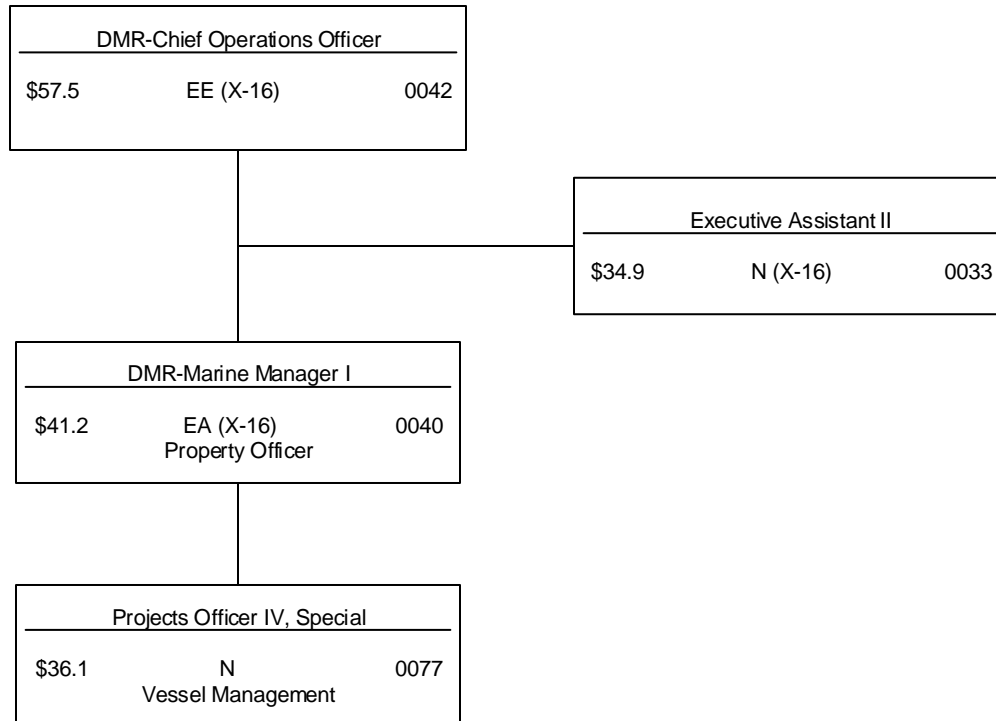 DMR-Chief Operations Officer
$57.5 EE (X-16) 0042
Executive Assistant II
$34.9 N (X-16) 0033
DMR-Marine Manager I
$41.2 EA (X-16) 0040
Property Officer
Projects Officer IV, Special
$36.1 N 0077
Vessel Management